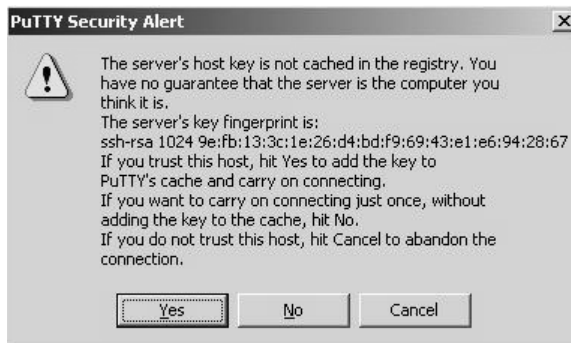 PuTTY Security Alert
The server's host key is not cached in the registry. You
have no guarantee that the server is the computer you
think it is.
The server's key fingerprint is:
ssh-rsa 1024 9e:fb:13:3c:1e:26:d4:bd:f9:69:43:e1:e6:94:28:67
If you trust this host, hit Yes to add the key to
PuTTY's cache and carry on connecting.
If you want to carry on connecting just once, without
adding the key to the cache, hit No.
If you do not trust this host, hit Cancel to abandon the
connection.
Yes No Cancel